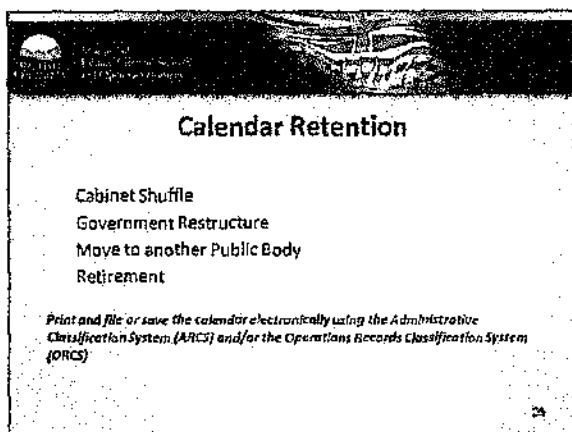 Calendar Retention
Cabinet Shuffle
Government Restructure
Move to another Public Body
Retirement
Print and file or save the calendar electronically using the Administrative
Classification System (ARCS) and/or the Operations Records Classification System
(ORCS)